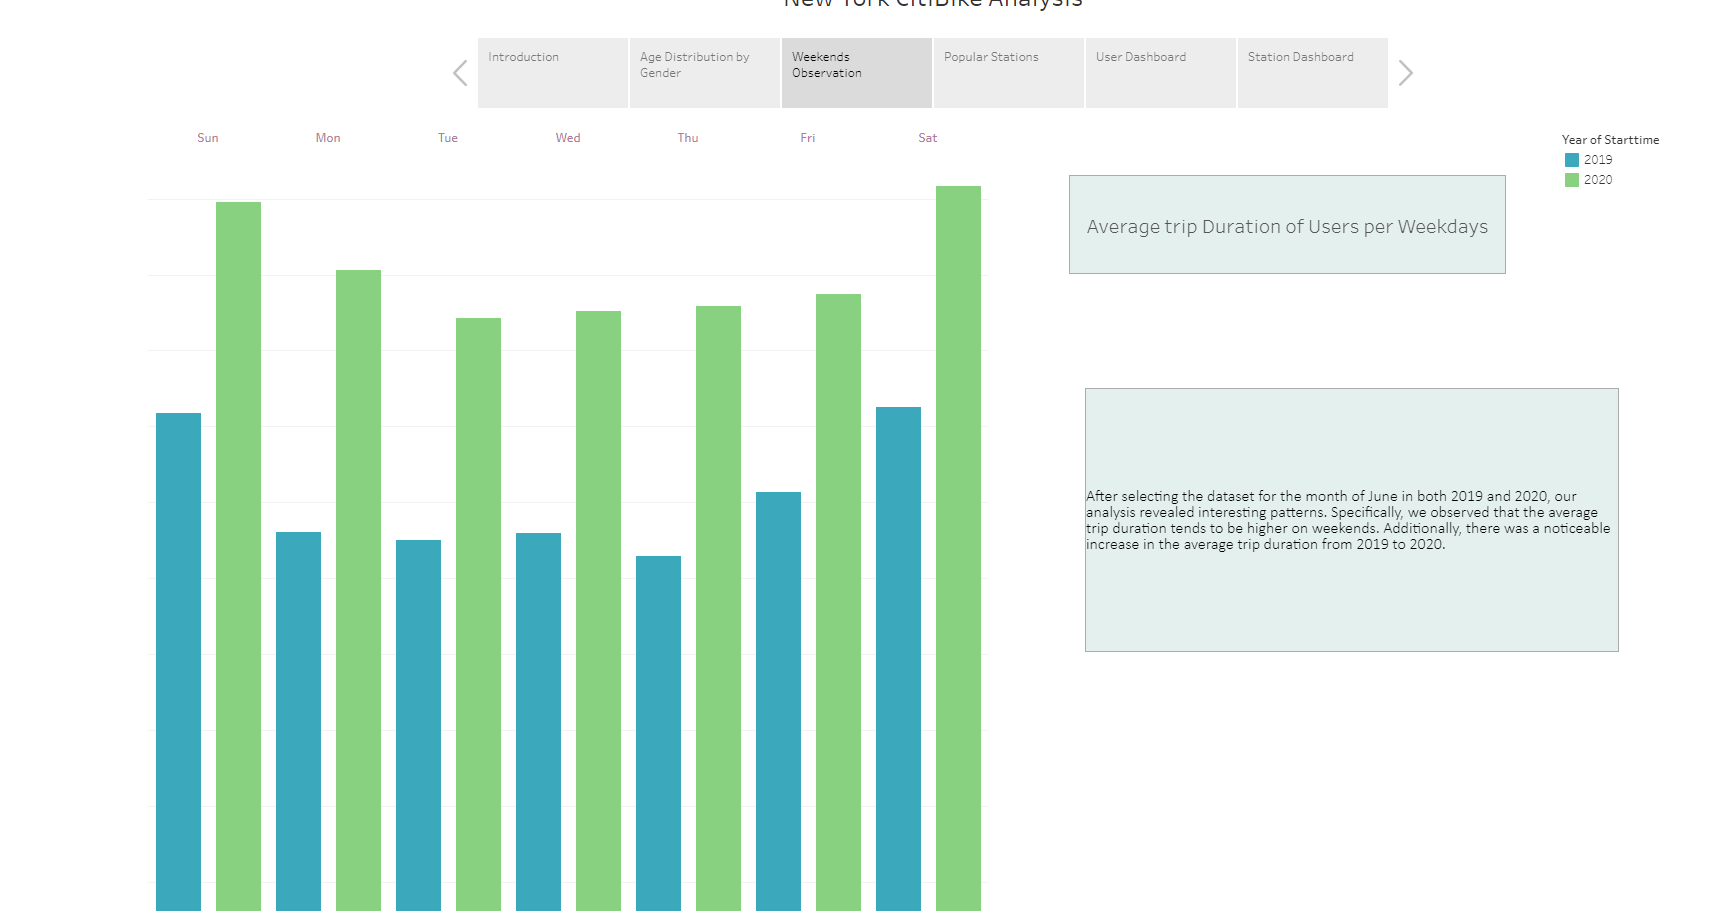 New York CitiBike Analysis
Introduction
Age Distribution by
Gender
Weekends
Observation
Popular Stations
User Dashboard
Station Dashboard
Sun Mon Tue Wed Thu Fri Sat
Year of Starttime
2019
2020
Average trip Duration of Users per Weekdays
After selecting the dataset for the month of June in both 2019 and 2020, our
analysis revealed interesting patterns. Specifically, we observed that the average
trip duration tends to be higher on weekends. Additionally, there was a noticeable
increase in the average trip duration from 2019 to 2020.